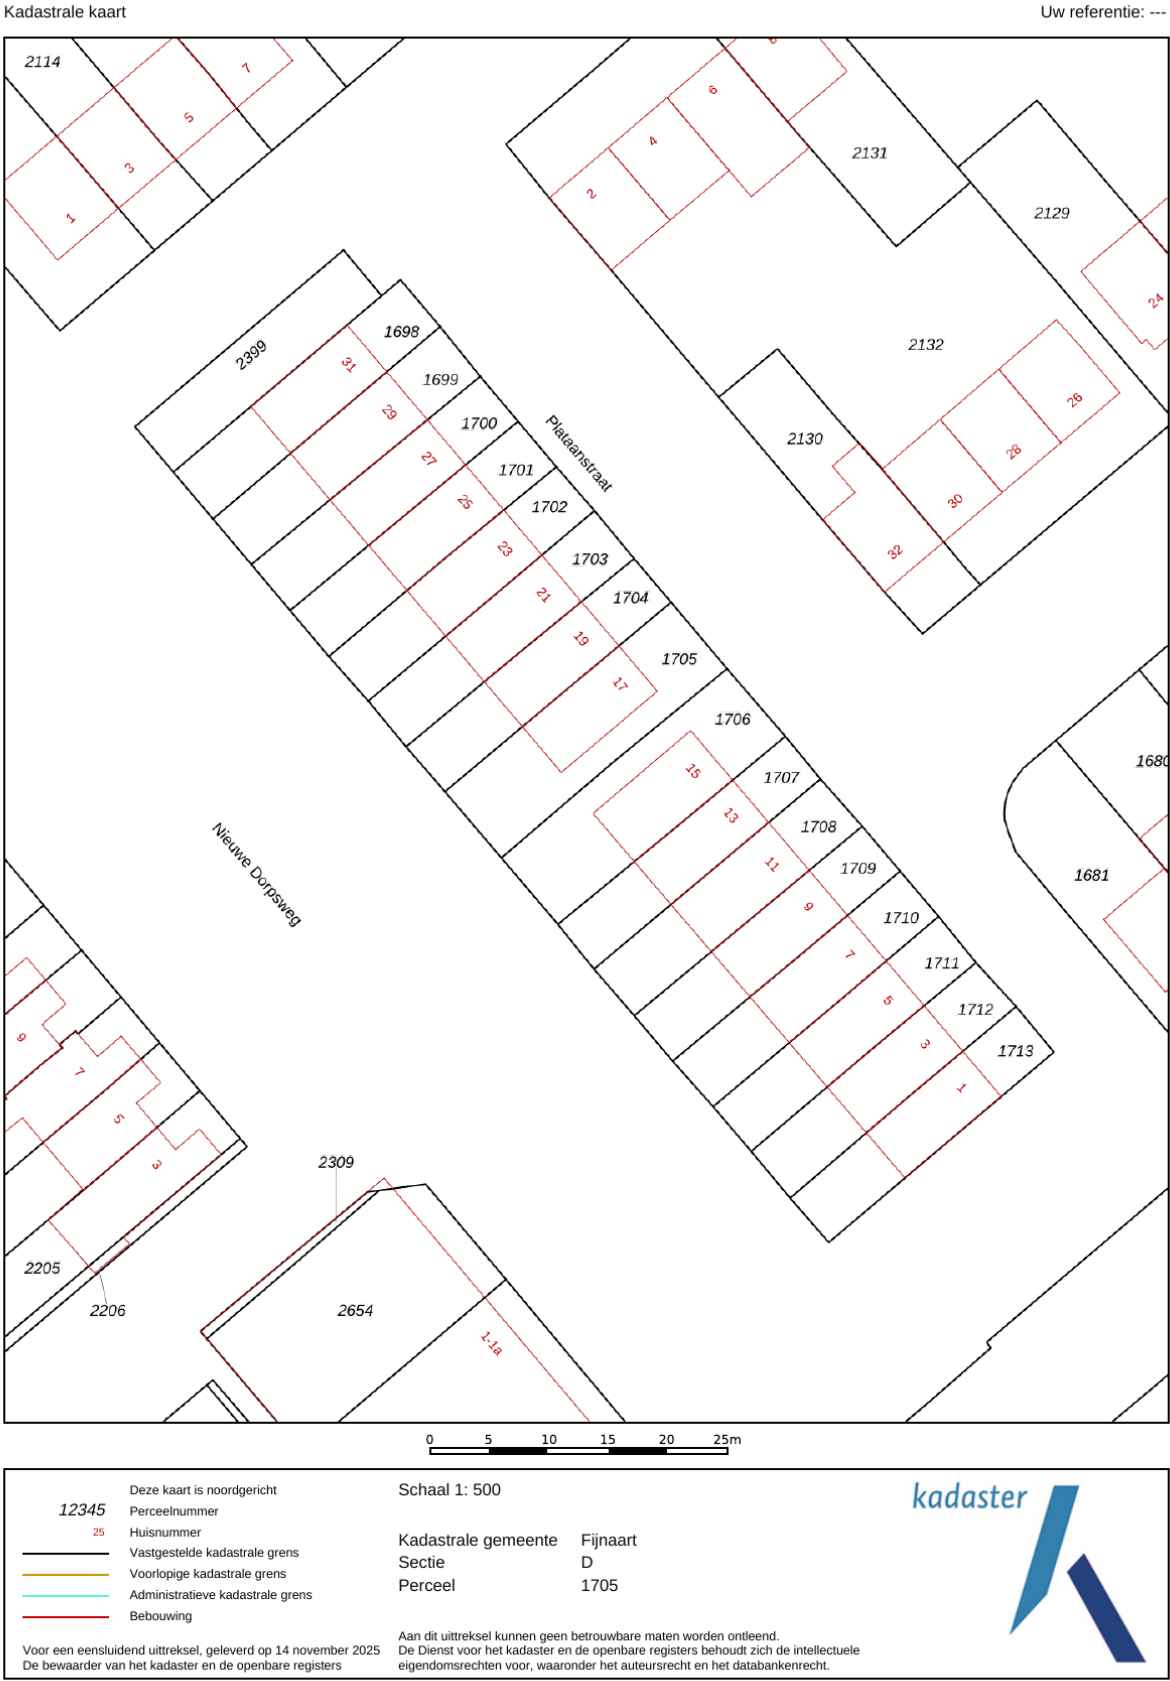 Kadastrale kaart
Uw referentie: ---
2114
7
5
3
1
6
4
2
2131
2129
24
2132
2399
31
1698
29
1699
27
1700
25
1701
23
1702
21
1703
19
1704
17
1705
Plataanstraat
2130
26
28
30
32
1706
15
1707
13
1708
11
1709
9
1710
7
1711
5
1712
3
1713
1
1680
1681
Nieuwe Dorpsweg
9
7
5
3
2205
2206
2309
2654
1-1a
0 5 10 15 20 25m
Deze kaart is noordgericht
12345 Perceelnummer
25 Huisnummer
Vastgestelde kadastrale grens
Voorlopige kadastrale grens
Administratieve kadastrale grens
Bebouwing
Voor een eensluidend uittreksel, geleverd op 14 november 2025
De bewaarder van het kadaster en de openbare registers
Schaal 1: 500
Kadastrale gemeente Fijnaart
Sectie D
Perceel 1705
Aan dit uittreksel kunnen geen betrouwbare maten worden ontleend.
De Dienst voor het kadaster en de openbare registers behoudt zich de intellectuele
eigendomsrechten voor, waaronder het auteursrecht en het databankenrecht.
kadaster